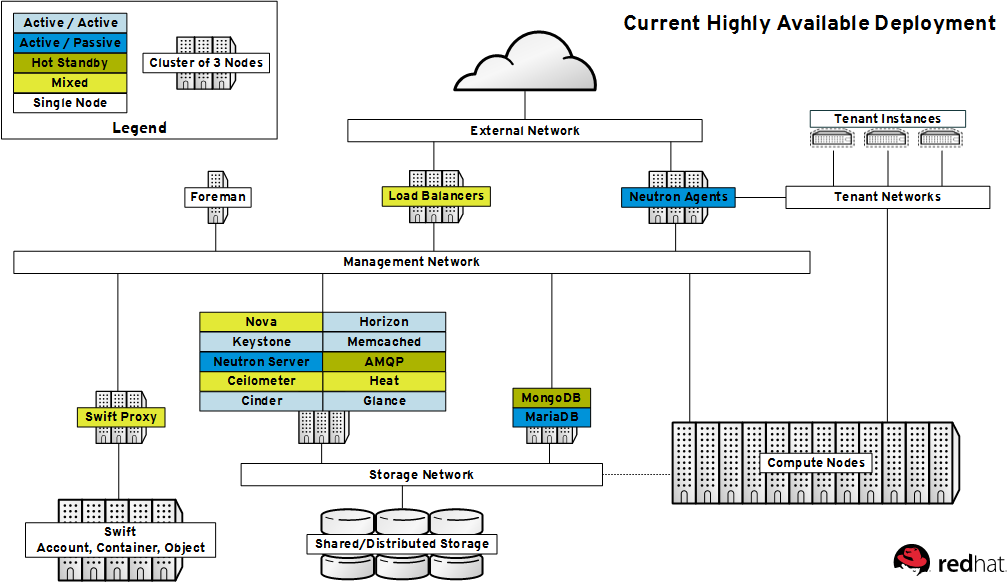 Current Highly Available Deployment
Active / Active
Active / Passive
Hot Standby
Mixed
Single Node
Cluster of 3 Nodes
Legend
External Network
Tenant Instances
Foreman
Load Balancers
Neutron Agents
Tenant Networks
Management Network
Nova
Horizon
Keystone
Memcached
Neutron Server
AMQP
Ceilometer
Heat
Cinder
Glance
Swift Proxy
MongoDB
MariaDB
Compute Nodes
Storage Network
Swift
Account, Container, Object
Shared/Distributed Storage
redhat